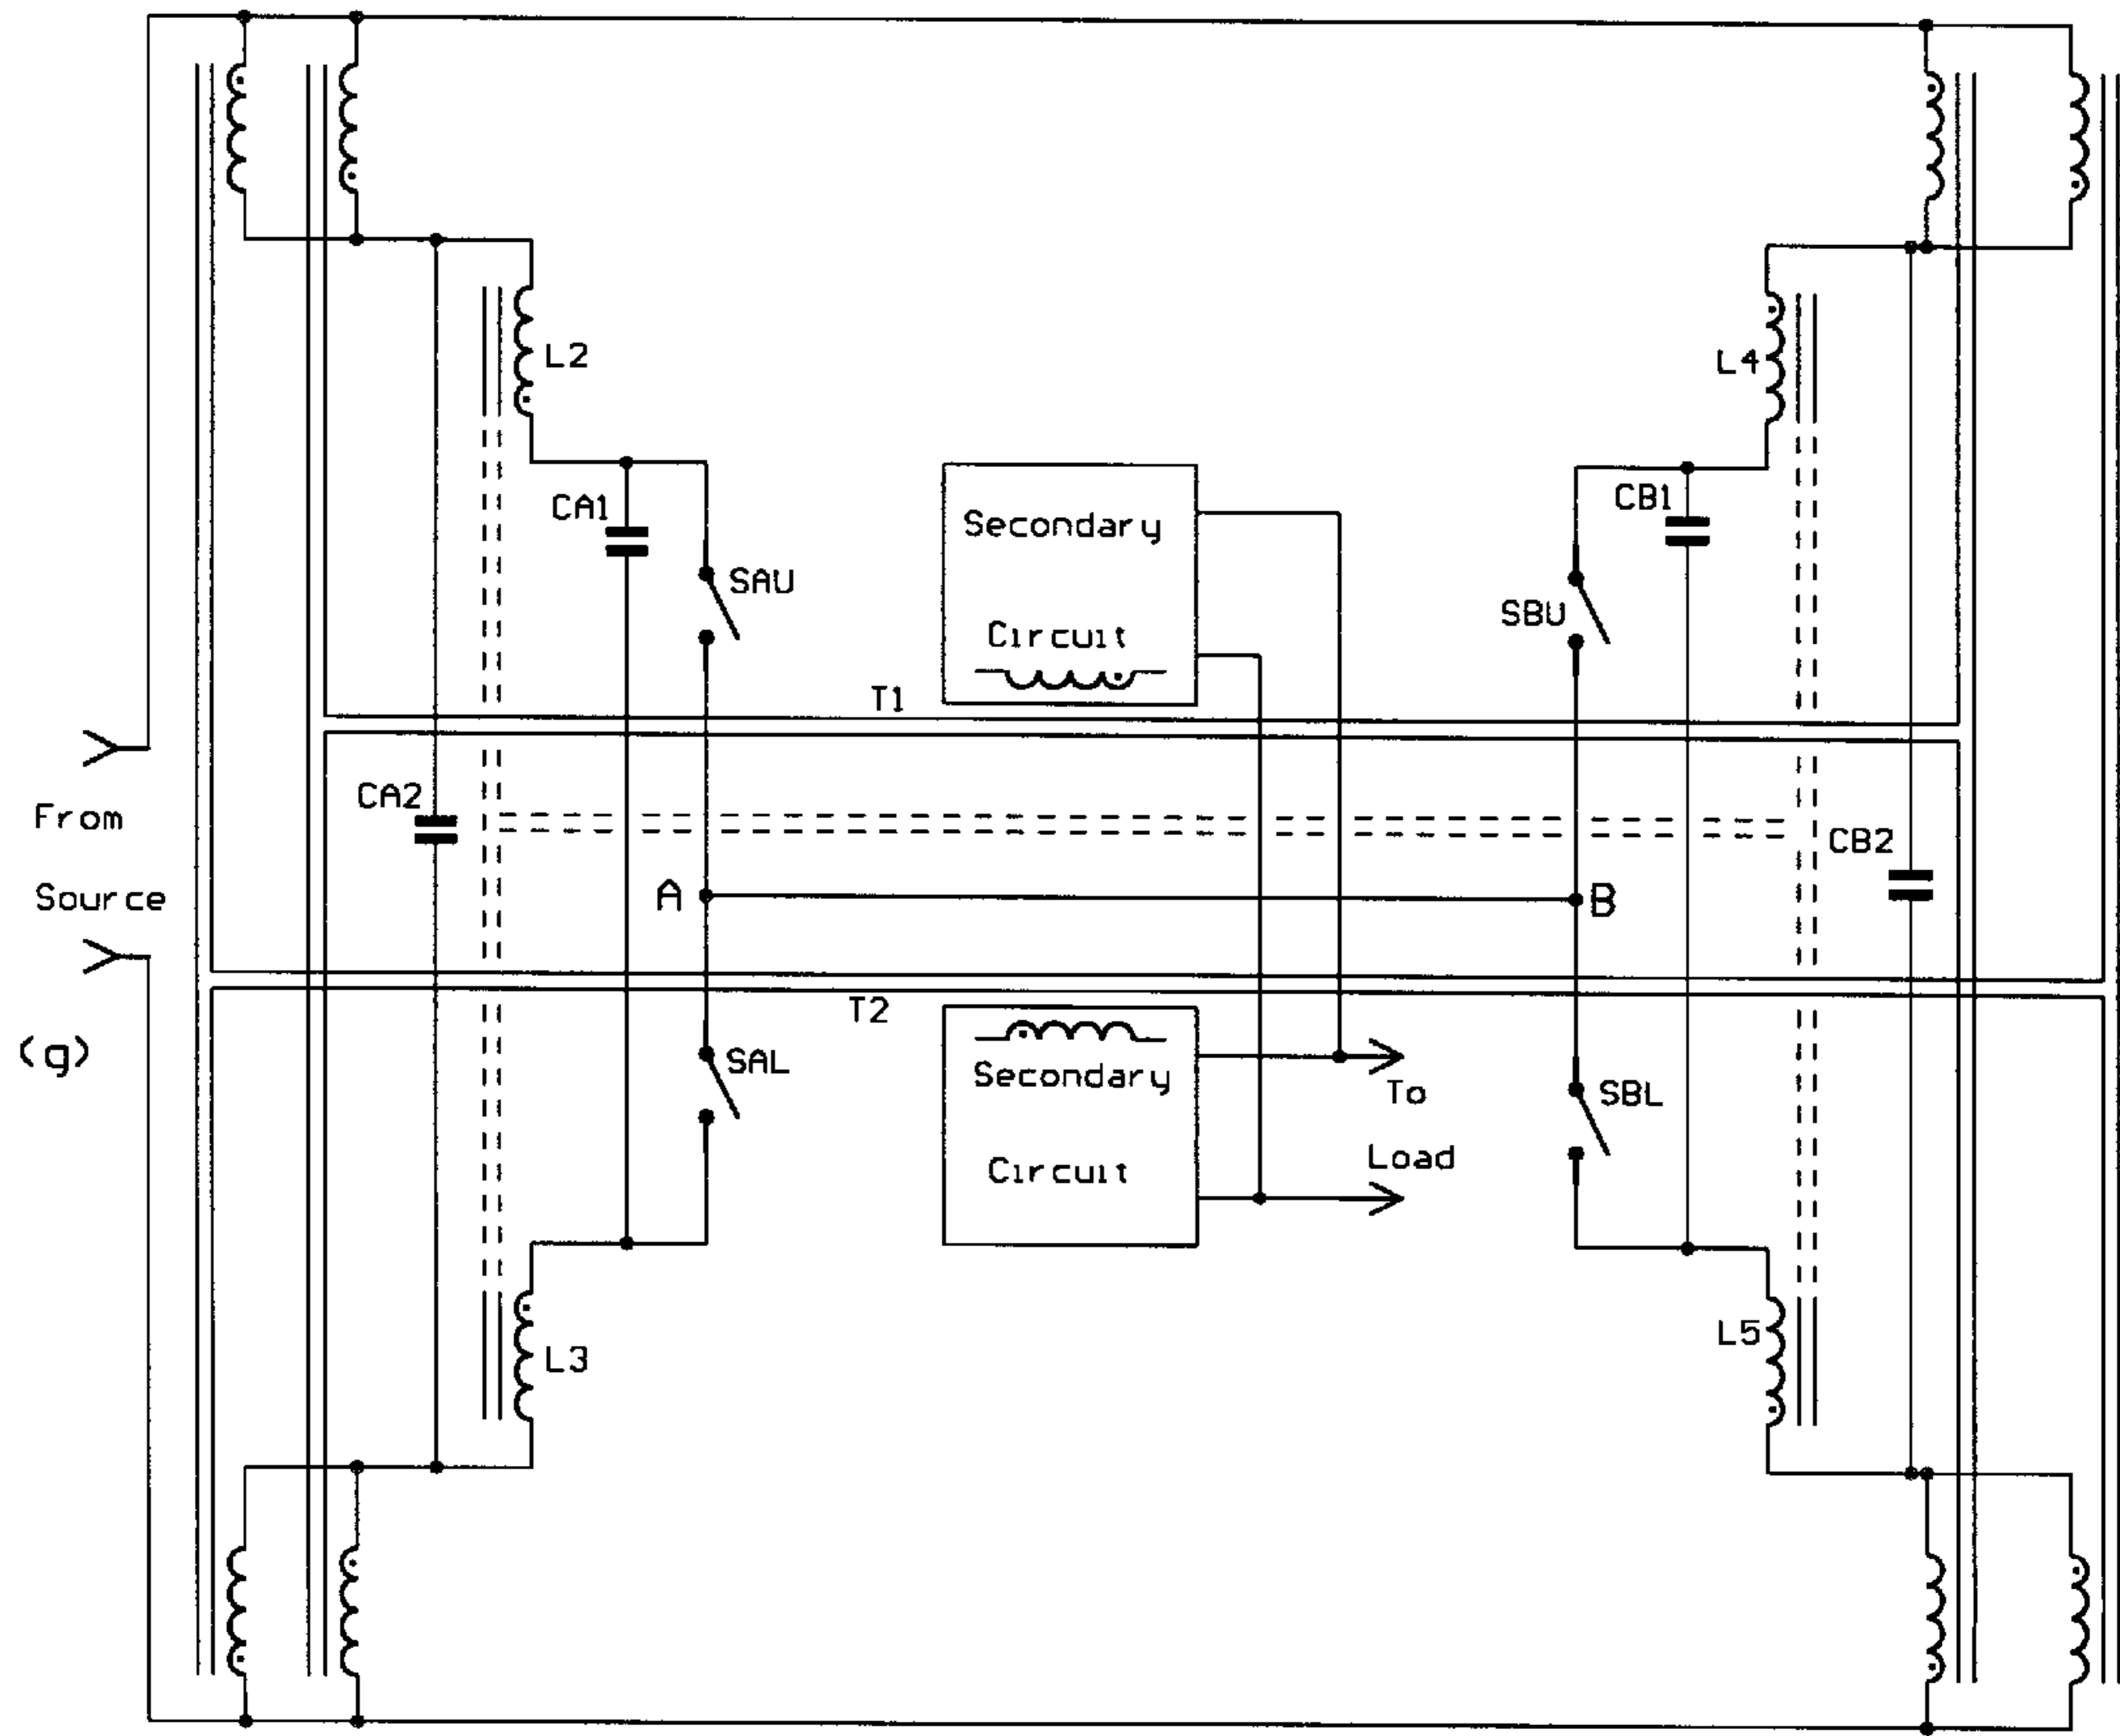 L2
L4
CA1
CB1
SAU
Secondary
SBU
Circuit
T1
From
CA2
CB2
Source
A
B
T2
(g)
SAL
Secondary
SBL
To
Circuit
Load
L3
L5